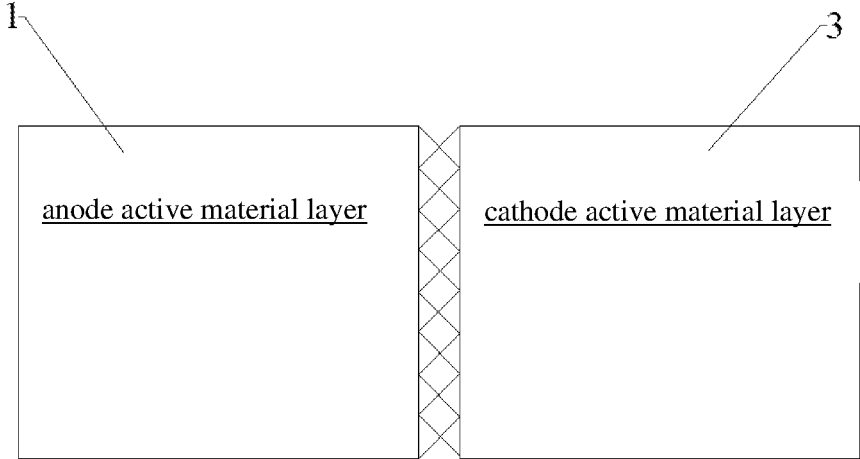 1
3
anode active material layer
cathode active material layer